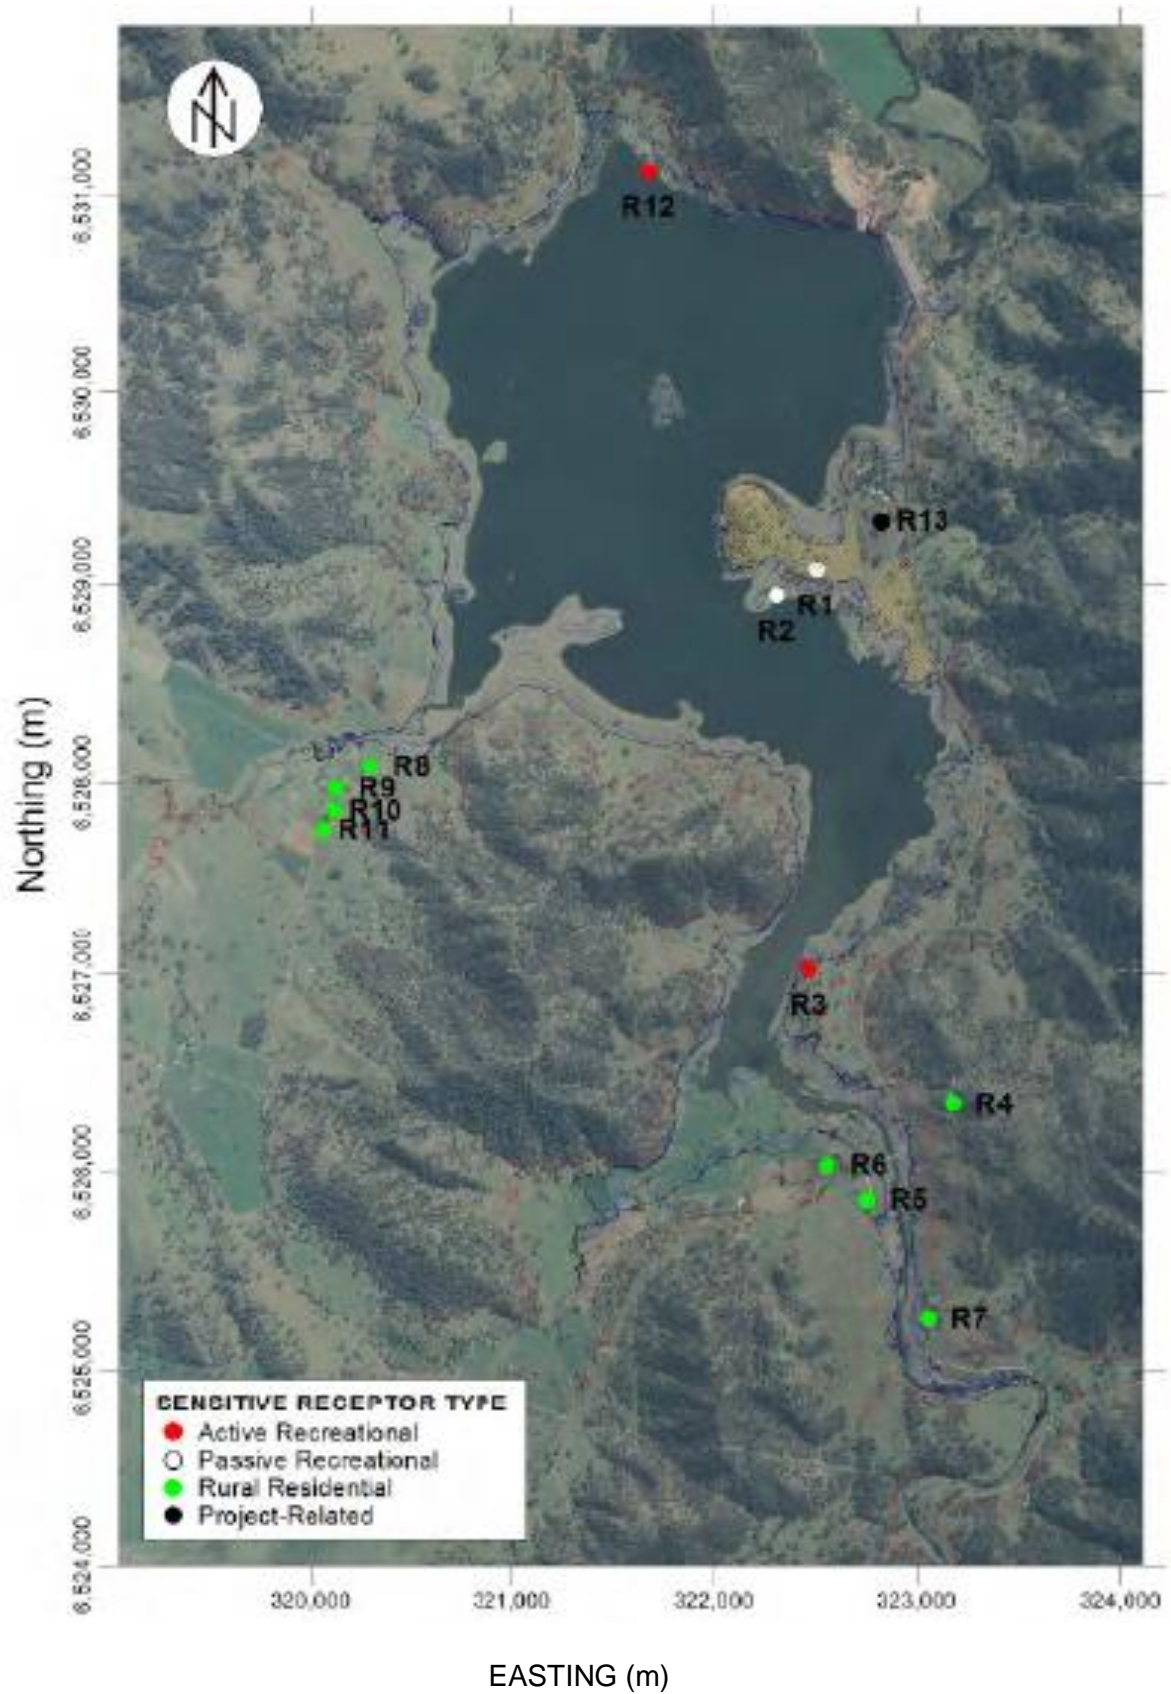 N
6,531,000
R12
6,530,000
R13
6,529,000
R1
R2
Northing (m)
6,528,000
R8
R9
R10
R11
6,527,000
R3
R4
6,526,000
R6
R5
R7
6,525,000
SENSITIVE RECEPTOR TYPE
Active Recreational
Passive Recreational
Rural Residential
Project-Related
6,524,000
320,000 321,000 322,000 323,000 324,000
EASTING (m)